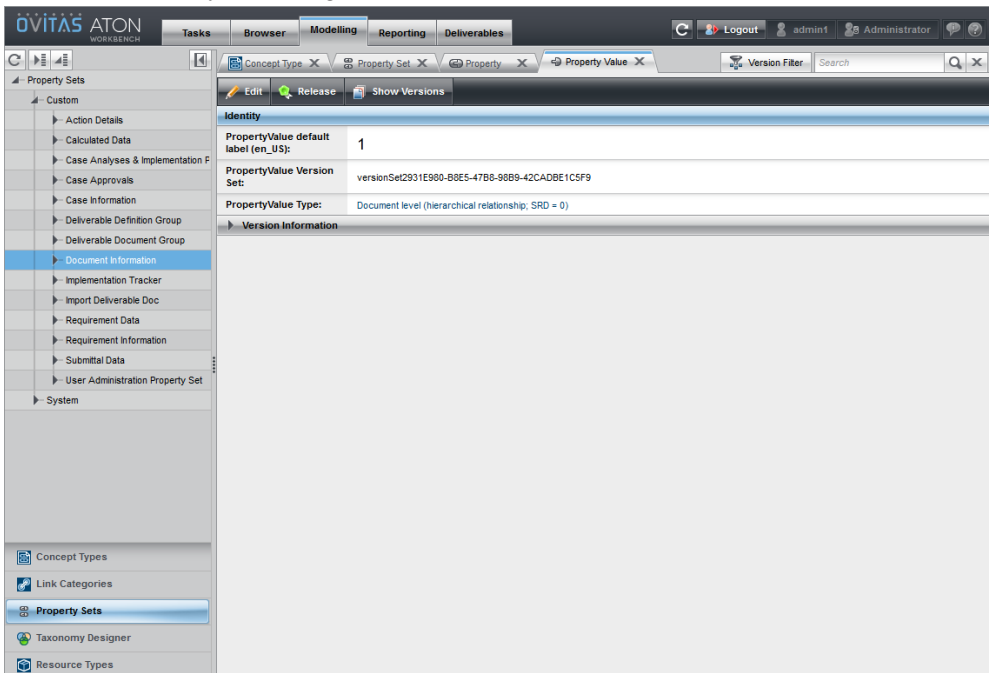 ÖVITAS ATON
WORKBENCH
Tasks Browser Modelling Reporting Deliverables
Logout admin1 Administrator
Concept Type Property Set Property Property Value Version Filter Search
Property Sets
Custom
Action Details
Calculated Data
Case Analyses & Implementation P
Case Approvals
Case Information
Deliverable Definition Group
Deliverable Document Group
Document Information
Implementation Tracker
Import Deliverable Doc
Requirement Data
Requirement Information
Submittal Data
User Administration Property Set
System
Concept Types
Link Categories
Property Sets
Taxonomy Designer
Resource Types
Edit Release Show Versions
Identity
PropertyValue default
label (en_US):
1
PropertyValue Version
Set:
versionSet2931E980-B8E5-47B8-98B9-42CADBE1C5F9
PropertyValue Type: Document level (hierarchical relationship; SRD = 0)
Version Information